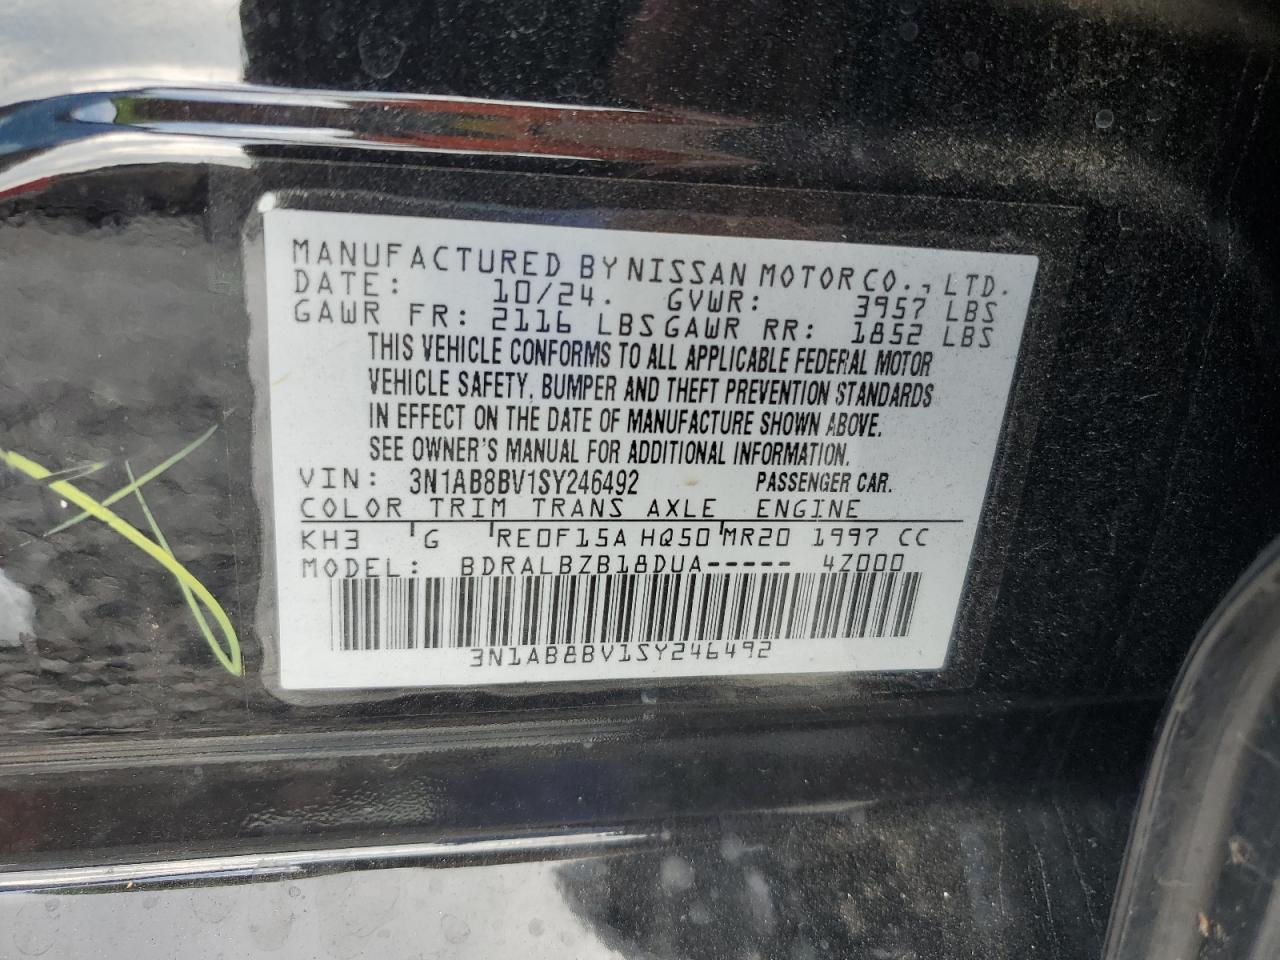 MANUFACTURED BY NISSAN MOTOR CO., LTD.
DATE: 10/24. GVWR: 3957 LBS
GAWR FR: 2116 LBS GAWR RR: 1852 LBS
THIS VEHICLE CONFORMS TO ALL APPLICABLE FEDERAL MOTOR
VEHICLE SAFETY, BUMPER AND THEFT PREVENTION STANDARDS
IN EFFECT ON THE DATE OF MANUFACTURE SHOWN ABOVE.
SEE OWNER'S MANUAL FOR ADDITIONAL INFORMATION.
VIN: 3N1AB8BV1SY246492 PASSENGER CAR.
COLOR TRIM TRANS AXLE ENGINE
KH3 G RE0F15A HQ50 MR20 1997 CC
MODEL: BDRALBZB18DUA----- 4Z000
3N1AB8BV1SY246492